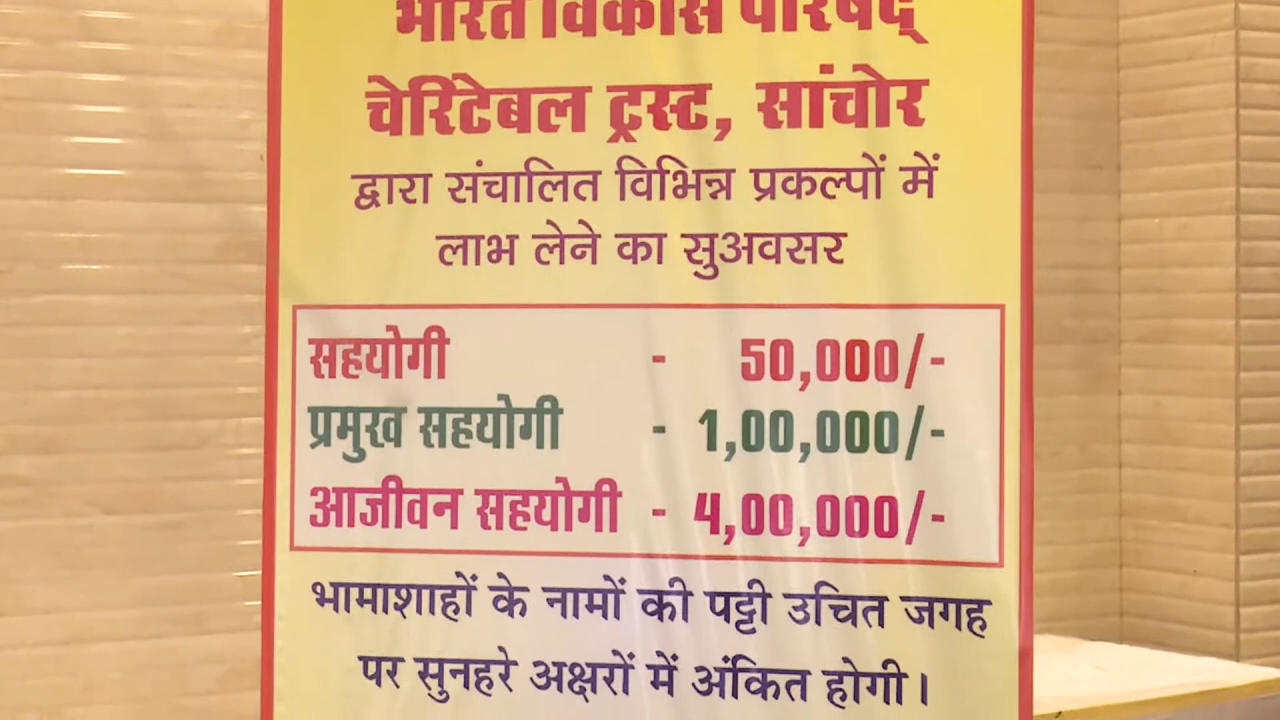 भारत विकास परिषद्
चेरिटेबल ट्रस्ट, सांचोर
द्वारा संचालित विभिन्न प्रकल्पों में
लाभ लेने का सुअवसर
सहयोगी - 50,000/-
प्रमुख सहयोगी - 1,00,000/-
आजीवन सहयोगी - 4,00,000/-
भामाशाहों के नामों की पट्टी उचित जगह
पर सुनहरे अक्षरों में अंकित होगी।